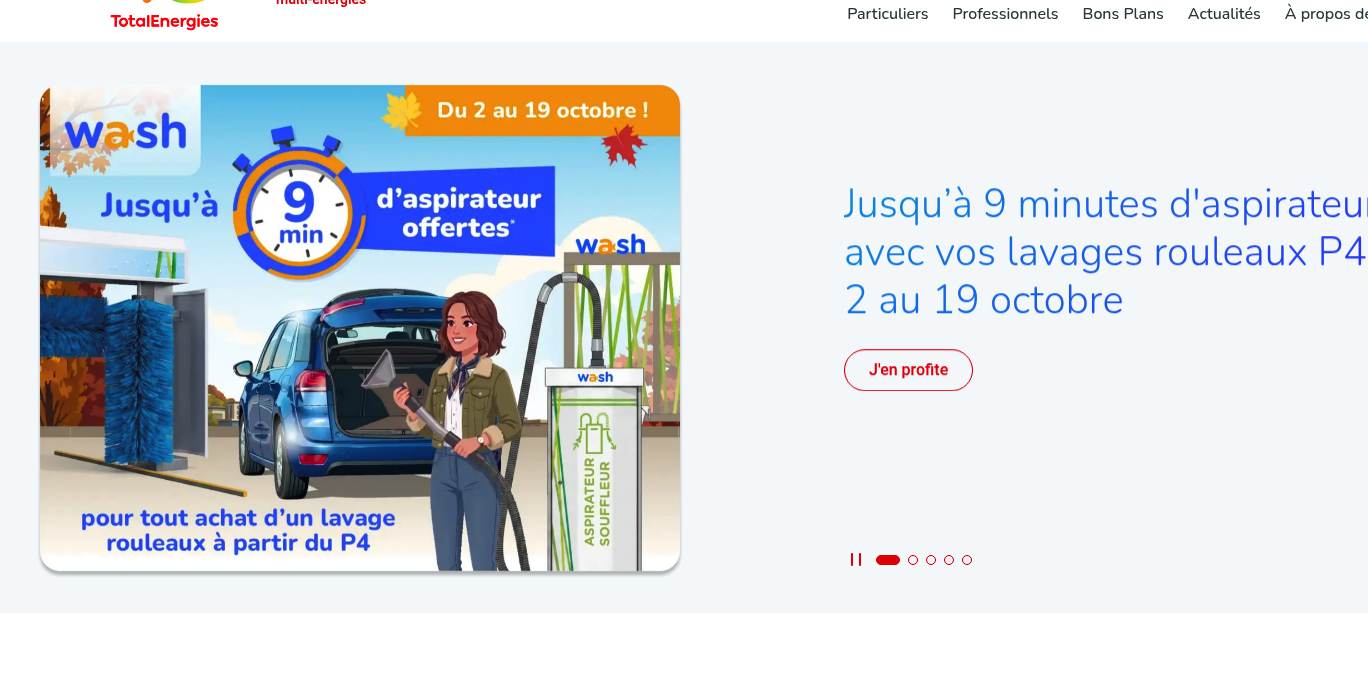 multi-énergies
TotalEnergies
Particuliers
Professionnels
Bons Plans
Actualités
À propos
wash
Du 2 au 19 octobre !
Jusqu'à
9
min
d'aspirateur
offertes*
wash
wash
ASPIRATEUR
SOUFFLEUR
pour tout achat d'un lavage
rouleaux à partir du P4
Jusqu’à 9 minutes d'aspirateur
avec vos lavages rouleaux P4
2 au 19 octobre
J'en profite